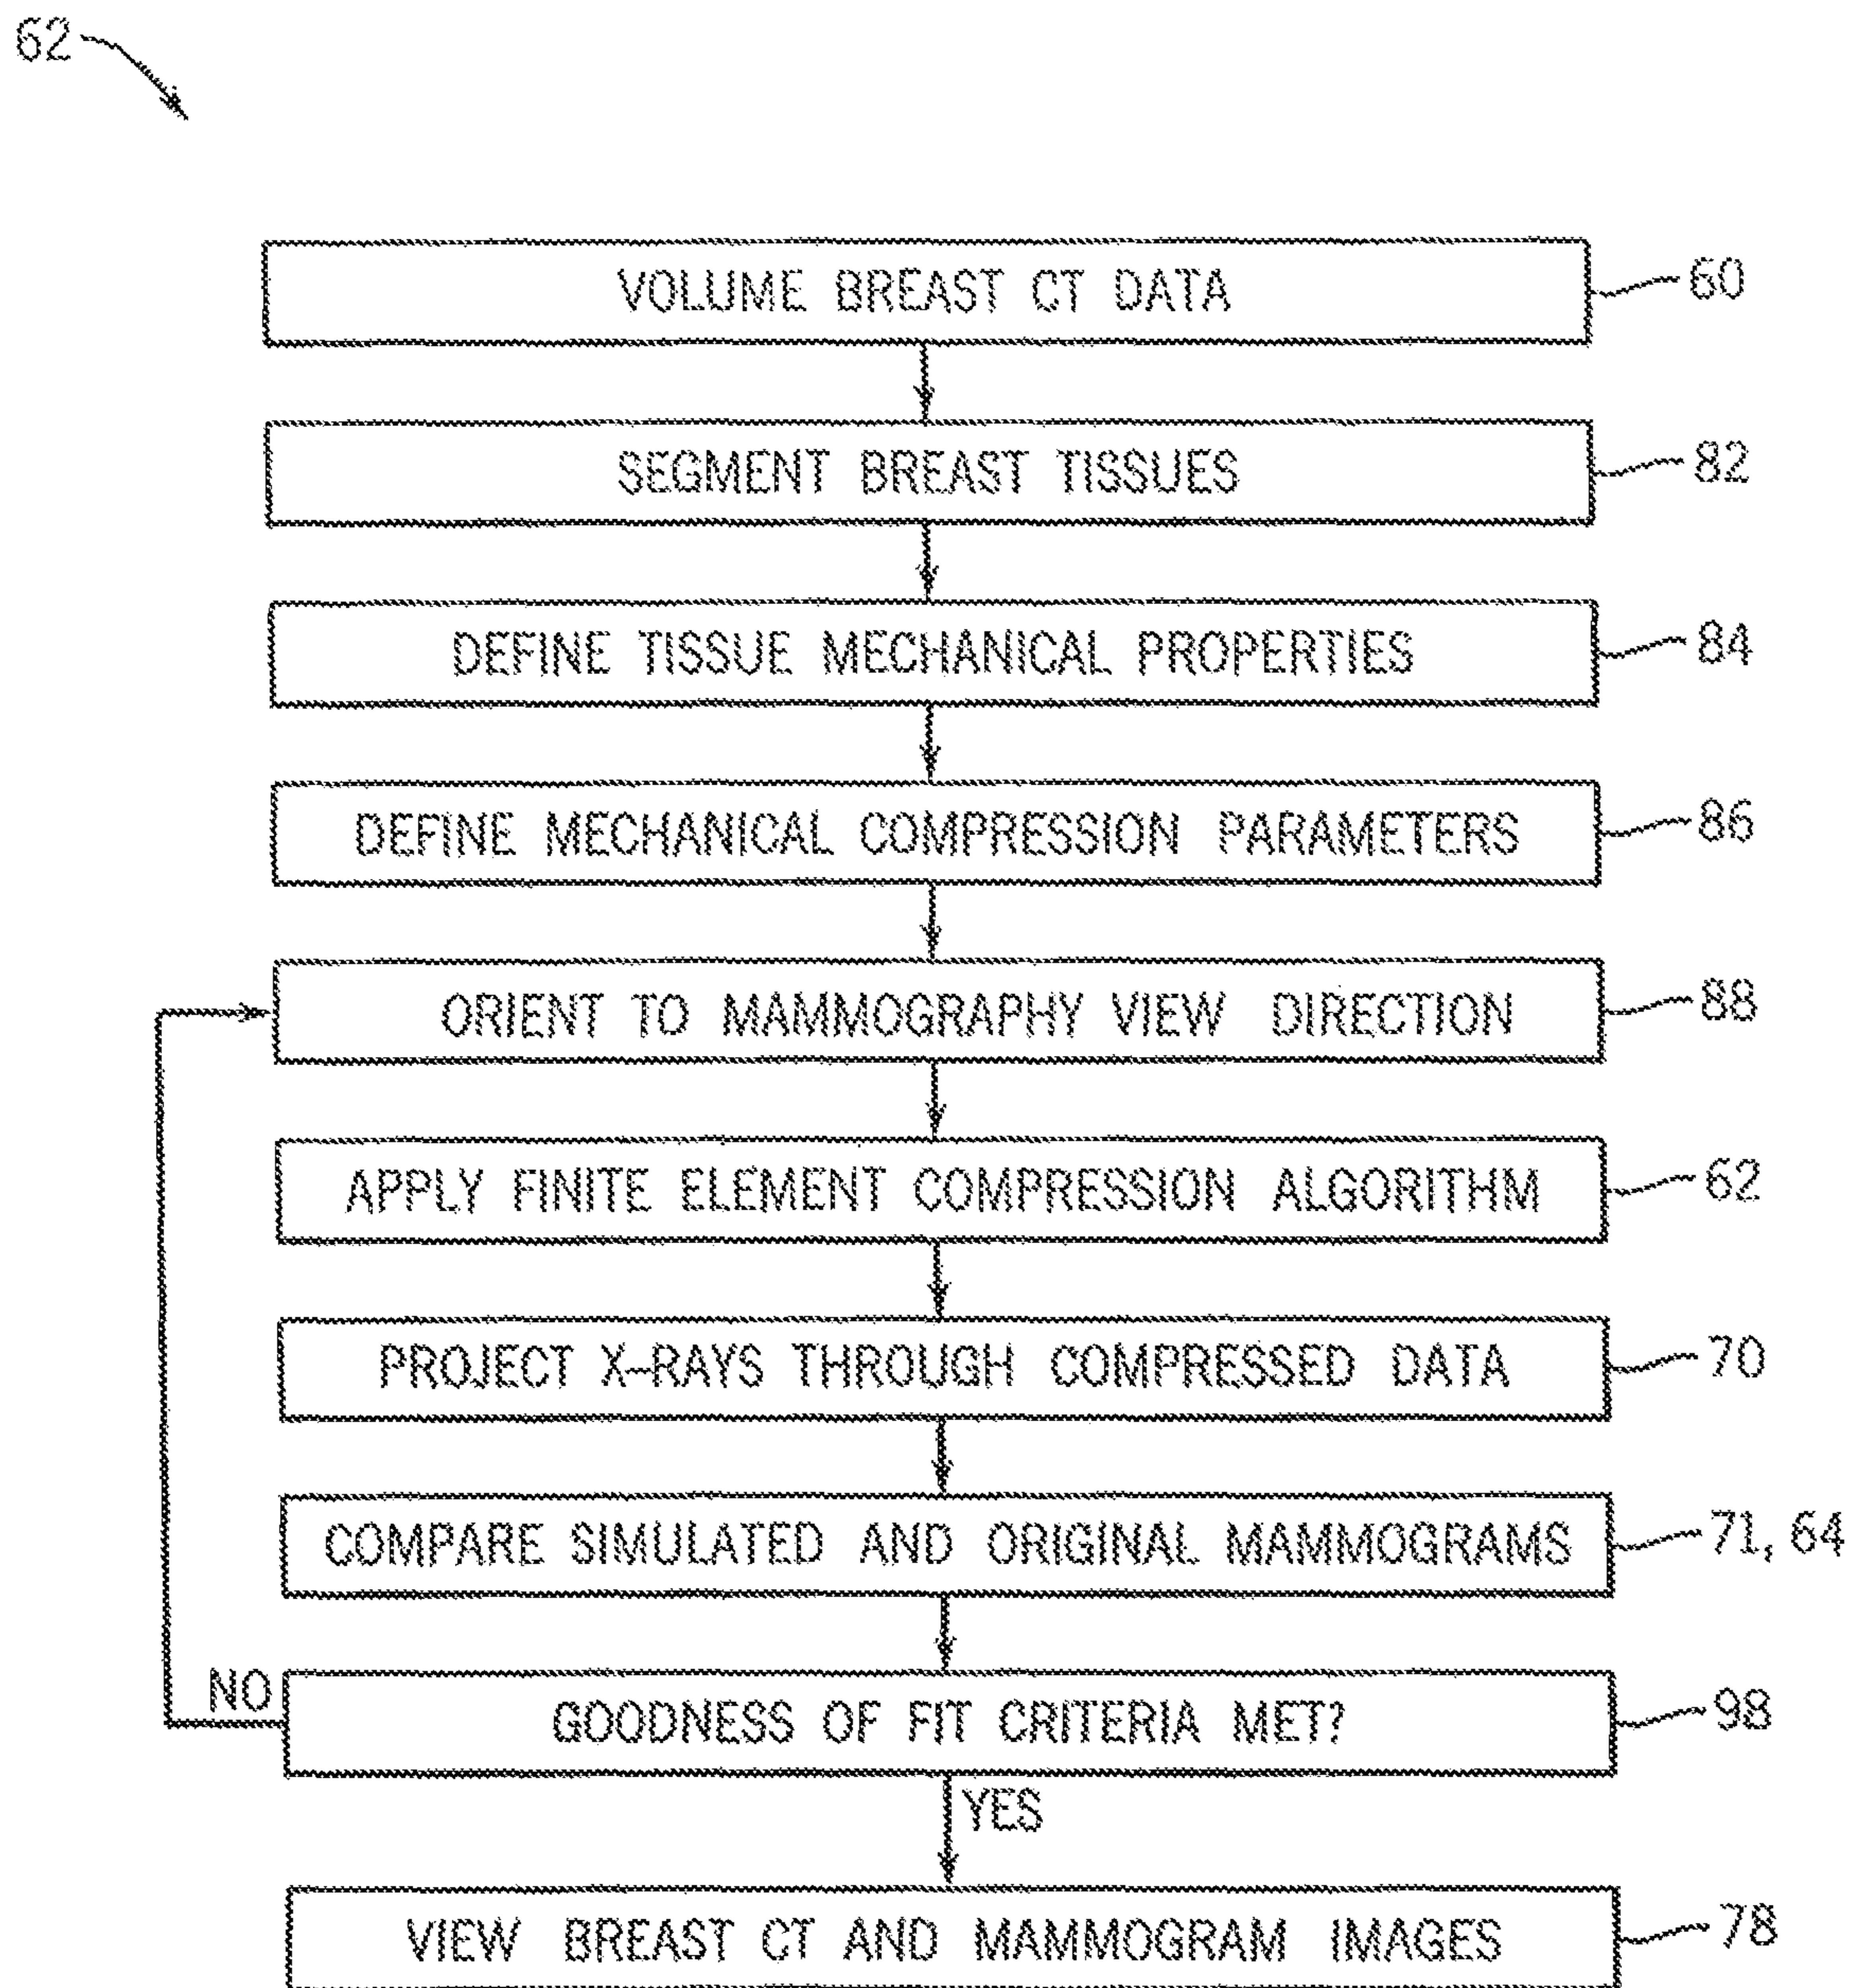 62
VOLUME BREAST CT DATA 60
SEGMENT BREAST TISSUES 82
DEFINE TISSUE MECHANICAL PROPERTIES 84
DEFINE MECHANICAL COMPRESSION PARAMETERS 86
ORIENT TO MAMMOGRAPHY VIEW DIRECTION 88
APPLY FINITE ELEMENT COMPRESSION ALGORITHM 62
PROJECT X-RAYS THROUGH COMPRESSED DATA 70
COMPARE SIMULATED AND ORIGINAL MAMMOGRAMS 71, 64
NO
GOODNESS OF FIT CRITERIA MET? 98
YES
VIEW BREAST CT AND MAMMOGRAM IMAGES 78